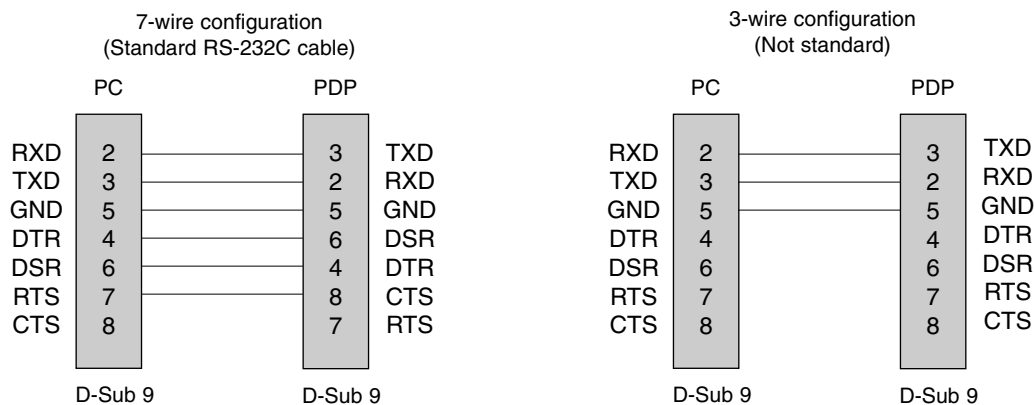 7-wire configuration
(Standard RS-232C cable)
PC PDP
RXD 2 3 TXD
TXD 3 2 RXD
GND 5 5 GND
DTR 4 6 DSR
DSR 6 4 DTR
RTS 7 8 CTS
CTS 8 7 RTS
D-Sub 9 D-Sub 9
3-wire configuration
(Not standard)
PC PDP
RXD 2 3 TXD
TXD 3 2 RXD
GND 5 5 GND
DTR 4 4 DTR
DSR 6 6 DSR
RTS 7 7 RTS
CTS 8 8 CTS
D-Sub 9 D-Sub 9